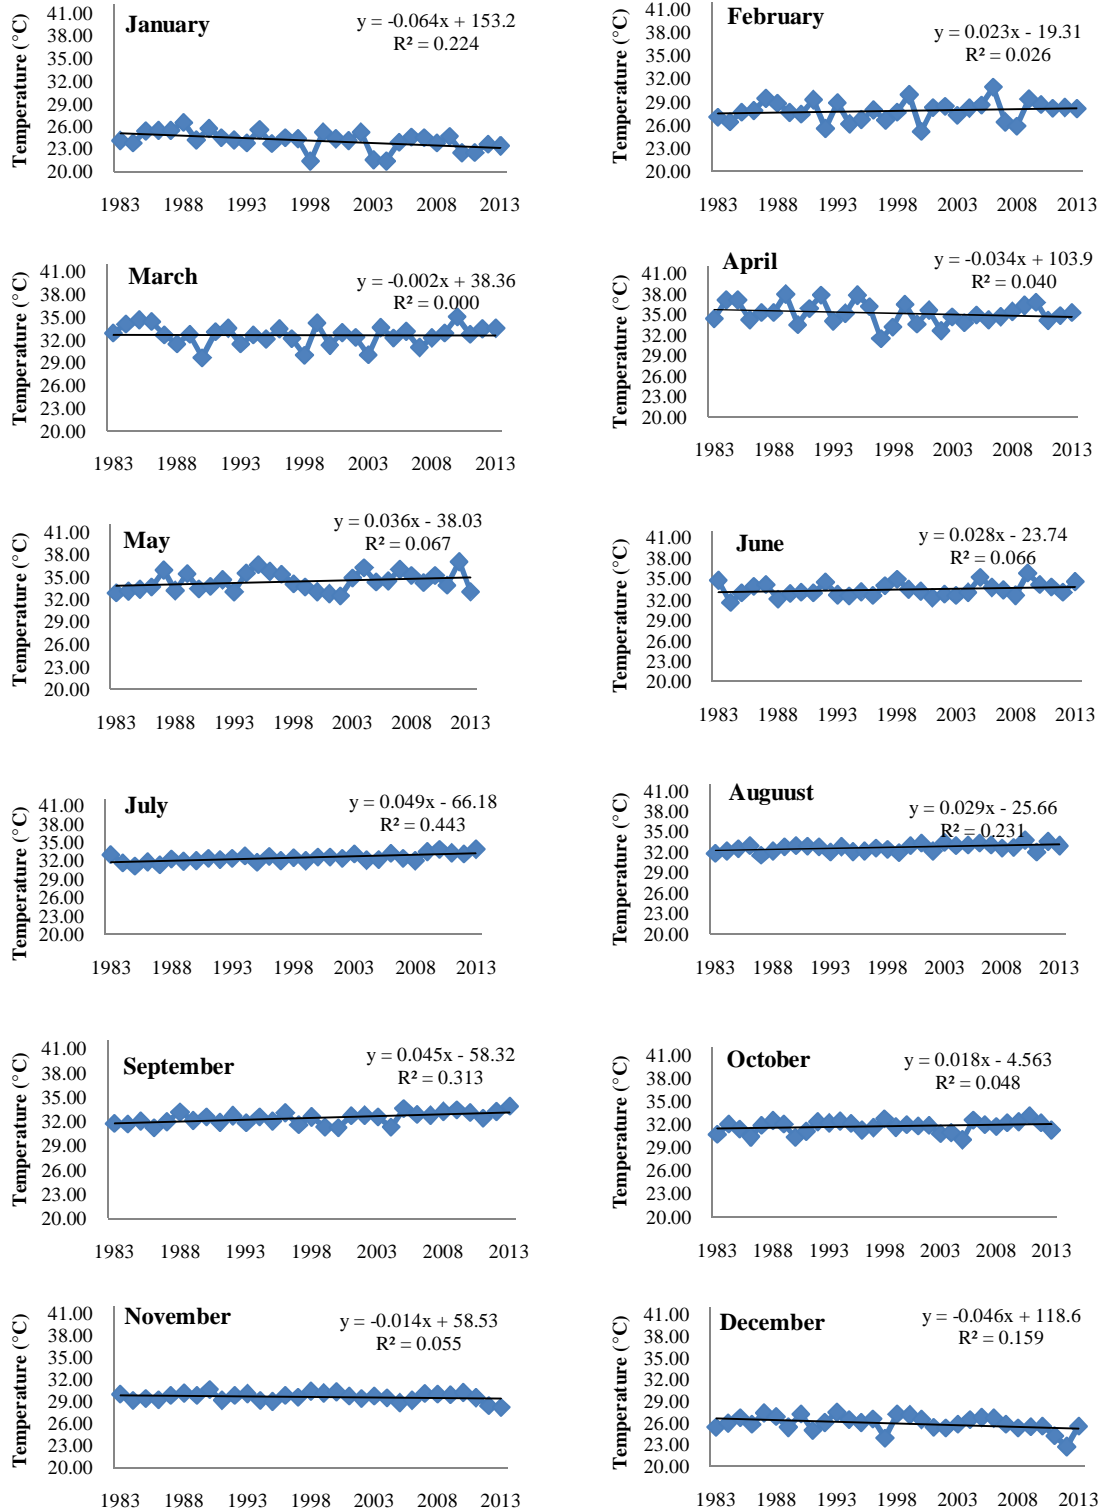 January
y = -0.064x + 153.2
R² = 0.224
Temperature (°C)
41.00
38.00
35.00
32.00
29.00
26.00
23.00
20.00
1983 1988 1993 1998 2003 2008 2013
February
y = 0.023x - 19.31
R² = 0.026
Temperature (°C)
41.00
38.00
35.00
32.00
29.00
26.00
23.00
20.00
1983 1988 1993 1998 2003 2008 2013
March
y = -0.002x + 38.36
R² = 0.000
Temperature (°C)
41.00
38.00
35.00
32.00
29.00
26.00
23.00
20.00
1983 1988 1993 1998 2003 2008 2013
April
y = -0.034x + 103.9
R² = 0.040
Temperature (°C)
41.00
38.00
35.00
32.00
29.00
26.00
23.00
20.00
1983 1988 1993 1998 2003 2008 2013
May
y = 0.036x - 38.03
R² = 0.067
Temperature (°C)
41.00
38.00
35.00
32.00
29.00
26.00
23.00
20.00
1983 1988 1993 1998 2003 2008 2013
June
y = 0.028x - 23.74
R² = 0.066
Temperature (°C)
41.00
38.00
35.00
32.00
29.00
26.00
23.00
20.00
1983 1988 1993 1998 2003 2008 2013
July
y = 0.049x - 66.18
R² = 0.443
Temperature (°C)
41.00
38.00
35.00
32.00
29.00
26.00
23.00
20.00
1983 1988 1993 1998 2003 2008 2013
Auguust
y = 0.029x - 25.66
R² = 0.231
Temperature (°C)
41.00
38.00
35.00
32.00
29.00
26.00
23.00
20.00
1983 1988 1993 1998 2003 2008 2013
September
y = 0.045x - 58.32
R² = 0.313
Temperature (°C)
41.00
38.00
35.00
32.00
29.00
26.00
23.00
20.00
1983 1988 1993 1998 2003 2008 2013
October
y = 0.018x - 4.563
R² = 0.048
Temperature (°C)
41.00
38.00
35.00
32.00
29.00
26.00
23.00
20.00
1983 1988 1993 1998 2003 2008 2013
November
y = -0.014x + 58.53
R² = 0.055
Temperature (°C)
41.00
38.00
35.00
32.00
29.00
26.00
23.00
20.00
1983 1988 1993 1998 2003 2008 2013
December
y = -0.046x + 118.6
R² = 0.159
Temperature (°C)
41.00
38.00
35.00
32.00
29.00
26.00
23.00
20.00
1983 1988 1993 1998 2003 2008 2013